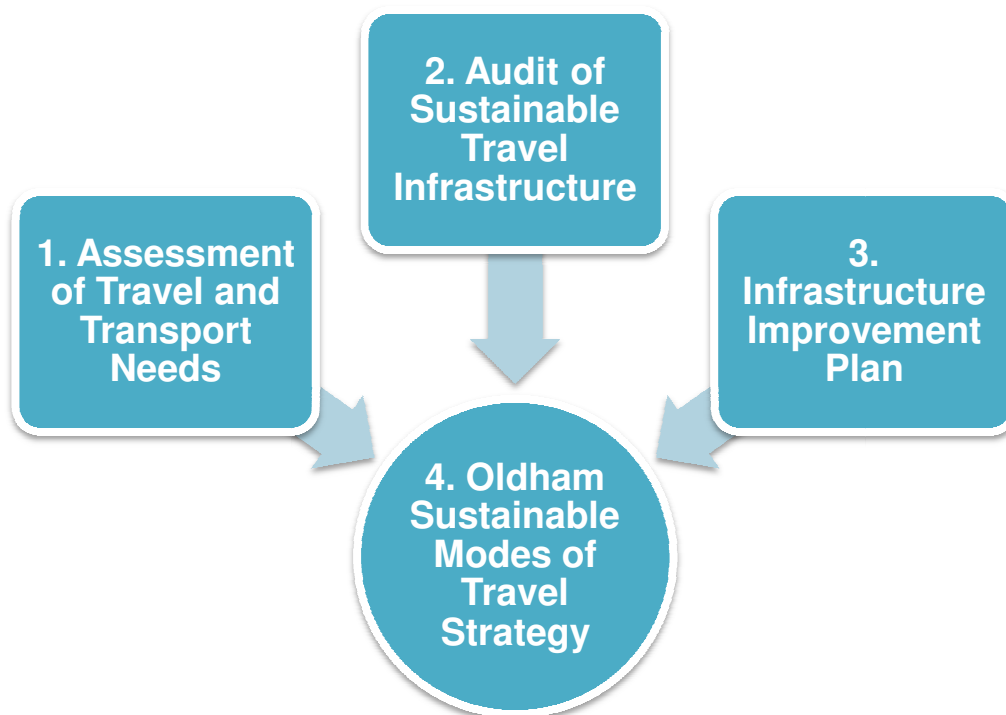 1. Assessment
of Travel and
Transport
Needs
2. Audit of
Sustainable
Travel
Infrastructure
3.
Infrastructure
Improvement
Plan
4. Oldham
Sustainable
Modes of
Travel
Strategy